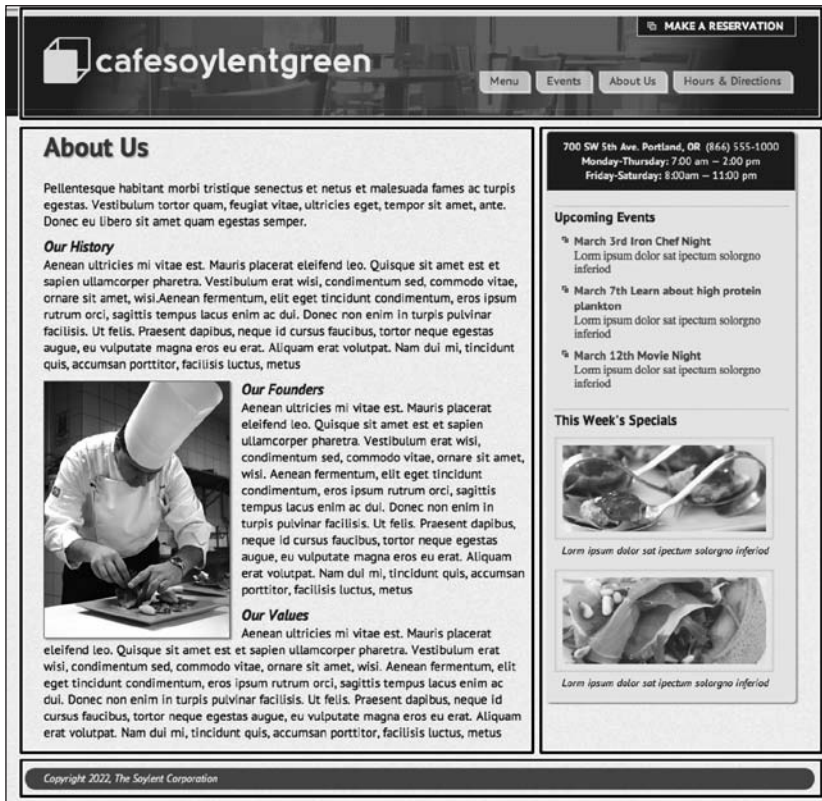 MAKE A RESERVATION
cafesoylentgreen
Menu
Events
About Us
Hours & Directions
About Us
Pellentesque habitant morbi tristique senectus et netus et malesuada fames ac turpis
egestas. Vestibulum tortor quam, feugiat vitae, ultricies eget, tempor sit amet, ante.
Donec eu libero sit amet quam egestas semper.
Our History
Aenean ultricies mi vitae est. Mauris placerat eleifend leo. Quisque sit amet est et
sapien ullamcorper pharetra. Vestibulum erat wisi, condimentum sed, commodo vitae,
ornare sit amet, wisi.Aenean fermentum, elit eget tincidunt condimentum, eros ipsum
rutrum orci, sagittis tempus lacus enim ac dui. Donec non enim in turpis pulvinar
facilisis. Ut felis. Praesent dapibus, neque id cursus faucibus, tortor neque egestas
augue, eu vulputate magna eros eu erat. Aliquam erat volutpat. Nam dui mi, tincidunt
quis, accumsan porttitor, facilisis luctus, metus
Our Founders
Aenean ultricies mi vitae est. Mauris placerat
eleifend leo. Quisque sit amet est et sapien
ullamcorper pharetra. Vestibulum erat wisi,
condimentum sed, commodo vitae, ornare sit amet,
wisi. Aenean fermentum, elit eget tincidunt
condimentum, eros ipsum rutrum orci, sagittis
tempus lacus enim ac dui. Donec non enim in
turpis pulvinar facilisis. Ut felis. Praesent dapibus,
neque id cursus faucibus, tortor neque egestas
augue, eu vulputate magna eros eu erat. Aliquam
erat volutpat. Nam dui mi, tincidunt quis, accumsan
porttitor, facilisis luctus, metus
Our Values
Aenean ultricies mi vitae est. Mauris placerat
eleifend leo. Quisque sit amet est et sapien ullamcorper pharetra. Vestibulum erat
wisi, condimentum sed, commodo vitae, ornare sit amet, wisi. Aenean fermentum, elit
eget tincidunt condimentum, eros ipsum rutrum orci, sagittis tempus lacus enim ac
dui. Donec non enim in turpis pulvinar facilisis. Ut felis. Praesent dapibus, neque id
cursus faucibus, tortor neque egestas augue, eu vulputate magna eros eu erat. Aliquam
erat volutpat. Nam dui mi, tincidunt quis, accumsan porttitor, facilisis luctus, metus
700 SW 5th Ave. Portland, OR (866) 555-1000
Monday-Thursday: 7:00 am — 2:00 pm
Friday-Saturday: 8:00am — 11:00 pm
Upcoming Events
March 3rd Iron Chef Night
Lorm ipsum dolor sat ipectum solorgno
inferiod
March 7th Learn about high protein
plankton
Lorm ipsum dolor sat ipectum solorgno
inferiod
March 12th Movie Night
Lorm ipsum dolor sat ipectum solorgno
inferiod
This Week's Specials
Lorm ipsum dolor sat ipectum solorgno inferiod
Lorm ipsum dolor sat ipectum solorgno inferiod
Copyright 2022, The Soylent Corporation